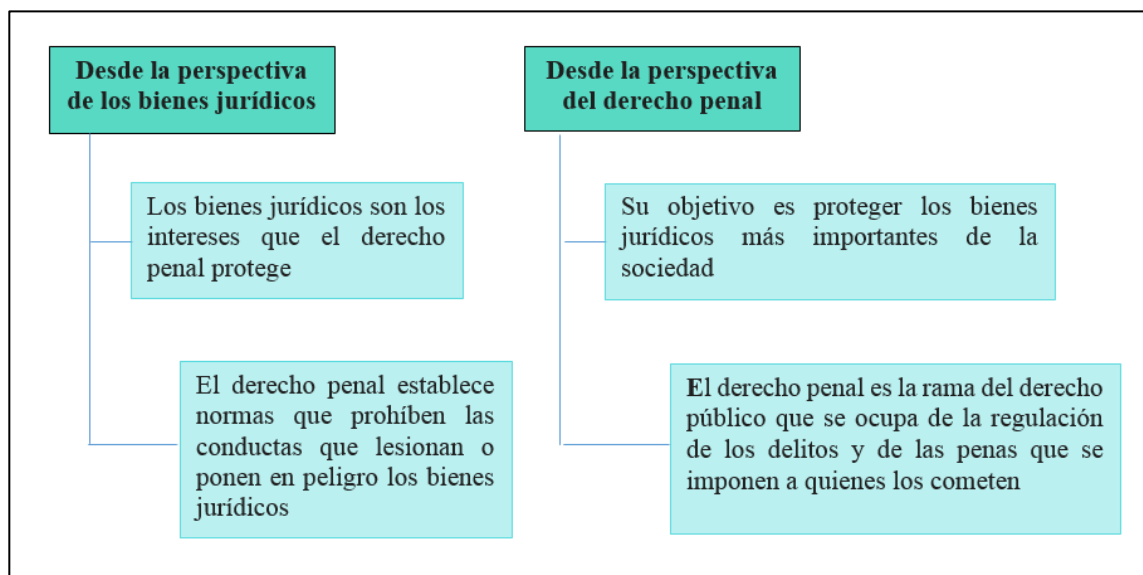 Desde la perspectiva
de los bienes jurídicos
Los bienes jurídicos son los
intereses que el derecho
penal protege
El derecho penal establece
normas que prohíben las
conductas que lesionan o
ponen en peligro los bienes
jurídicos
Desde la perspectiva
del derecho penal
Su objetivo es proteger los bienes
jurídicos más importantes de la
sociedad
El derecho penal es la rama del derecho
público que se ocupa de la regulación
de los delitos y de las penas que se
imponen a quienes los cometen